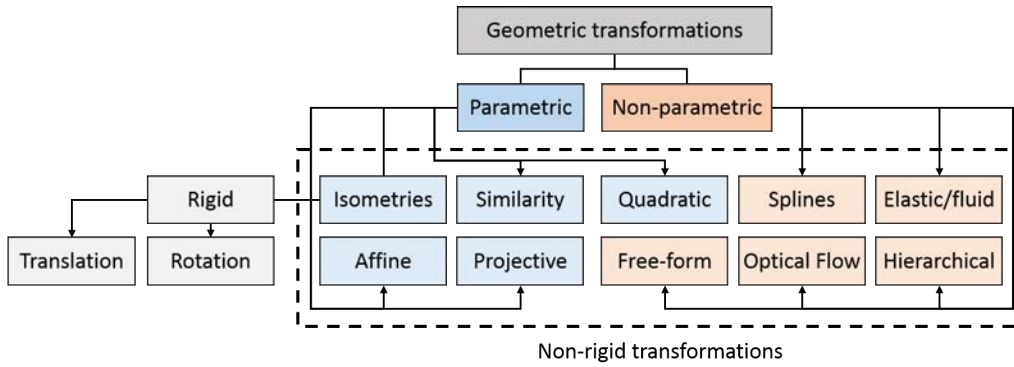 Geometric transformations
Parametric
Non-parametric
Rigid
Isometries
Similarity
Quadratic
Splines
Elastic/fluid
Translation
Rotation
Affine
Projective
Free-form
Optical Flow
Hierarchical
Non-rigid transformations